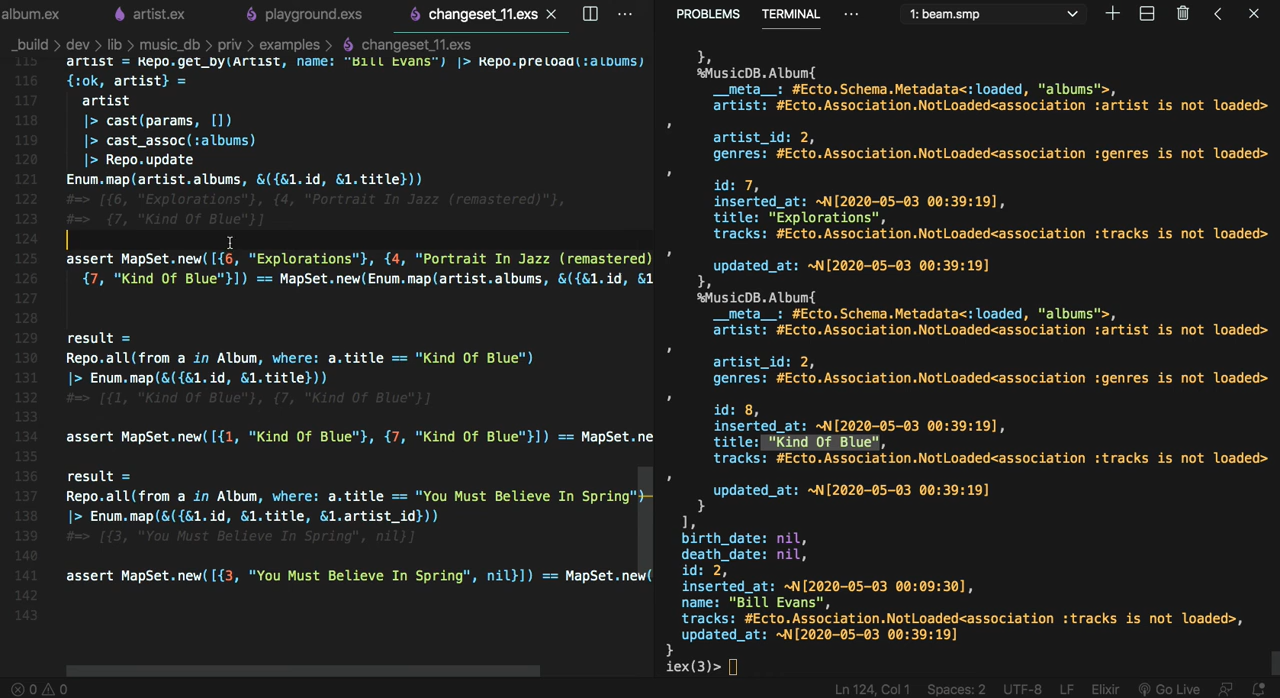 album.ex artist.ex playground.exs changeset_11.exs
_build > dev > lib > music_db > priv > examples > changeset_11.exs
115 artist = Repo.get_by(Artist, name: "Bill Evans") |> Repo.preload(:albums)
116 {:ok, artist} =
117 artist
118 |> cast(params, [])
119 |> cast_assoc(:albums)
120 |> Repo.update
121 Enum.map(artist.albums, &({&1.id, &1.title}))
122 #=> [{6, "Explorations"}, {4, "Portrait In Jazz (remastered)"},
123 #=> {7, "Kind Of Blue"}]
124
125 assert MapSet.new([{6, "Explorations"}, {4, "Portrait In Jazz (remastered)
126 {7, "Kind Of Blue"}]) == MapSet.new(Enum.map(artist.albums, &({&1.id, &1
127
128
129 result =
130 Repo.all(from a in Album, where: a.title == "Kind Of Blue")
131 |> Enum.map(&({&1.id, &1.title}))
132 #=> [{1, "Kind Of Blue"}, {7, "Kind Of Blue"}]
133
134 assert MapSet.new([{1, "Kind Of Blue"}, {7, "Kind Of Blue"}]) == MapSet.ne
135
136 result =
137 Repo.all(from a in Album, where: a.title == "You Must Believe In Spring")
138 |> Enum.map(&({&1.id, &1.title, &1.artist_id}))
139 #=> [{3, "You Must Believe In Spring", nil}]
140
141 assert MapSet.new([{3, "You Must Believe In Spring", nil}]) == MapSet.new(
142
143
PROBLEMS TERMINAL ··· 1: beam.smp
},
%MusicDB.Album{
__meta__: #Ecto.Schema.Metadata<:loaded, "albums">,
artist: #Ecto.Association.NotLoaded<association :artist is not loaded>
,
artist_id: 2,
genres: #Ecto.Association.NotLoaded<association :genres is not loaded>
,
id: 7,
inserted_at: ~N[2020-05-03 00:39:19],
title: "Explorations",
tracks: #Ecto.Association.NotLoaded<association :tracks is not loaded>
,
updated_at: ~N[2020-05-03 00:39:19]
},
%MusicDB.Album{
__meta__: #Ecto.Schema.Metadata<:loaded, "albums">,
artist: #Ecto.Association.NotLoaded<association :artist is not loaded>
,
artist_id: 2,
genres: #Ecto.Association.NotLoaded<association :genres is not loaded>
,
id: 8,
inserted_at: ~N[2020-05-03 00:39:19],
title: "Kind Of Blue",
tracks: #Ecto.Association.NotLoaded<association :tracks is not loaded>
,
updated_at: ~N[2020-05-03 00:39:19]
}
],
birth_date: nil,
death_date: nil,
id: 2,
inserted_at: ~N[2020-05-03 00:09:30],
name: "Bill Evans",
tracks: #Ecto.Association.NotLoaded<association :tracks is not loaded>,
updated_at: ~N[2020-05-03 00:39:19]
}
iex(3)>
0 0 Ln 124, Col 1 Spaces: 2 UTF-8 LF Elixir Go Live